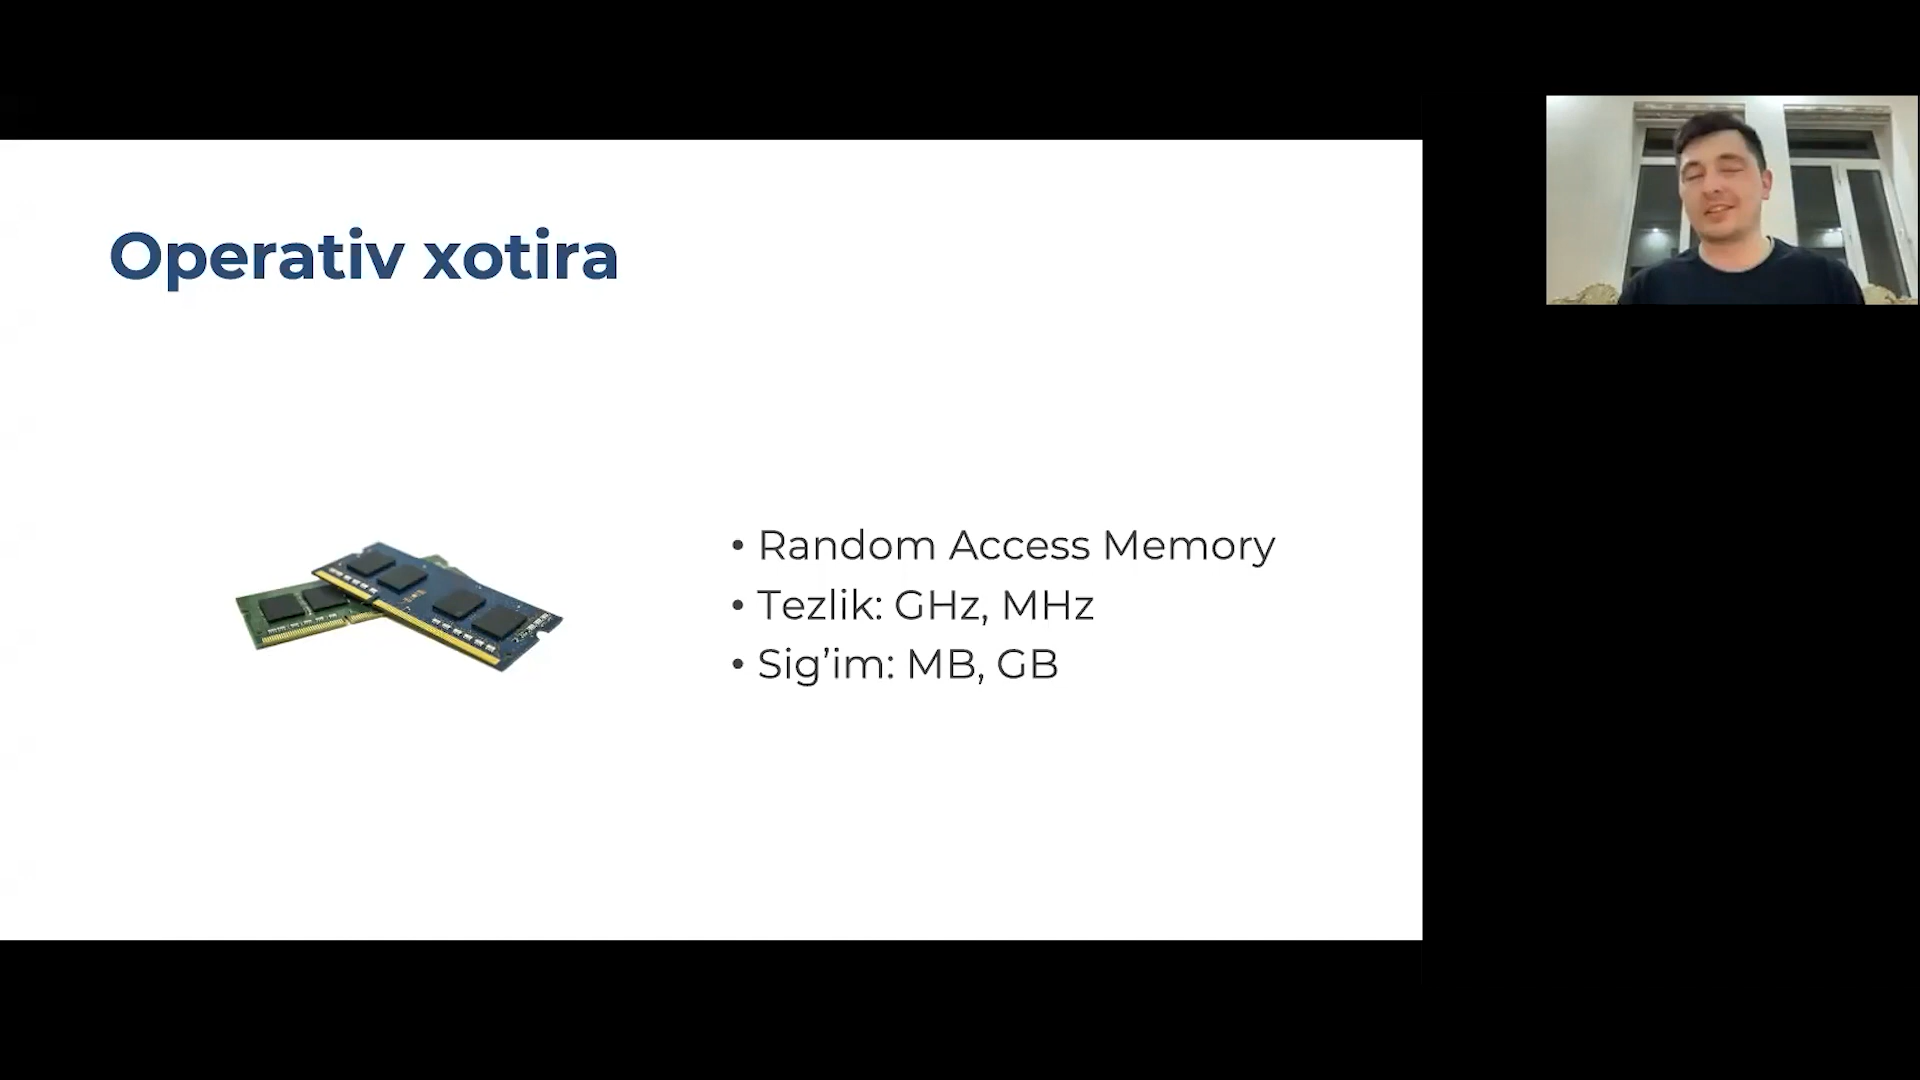 Operativ xotira
• Random Access Memory
• Tezlik: GHz, MHz
• Sig’im: MB, GB